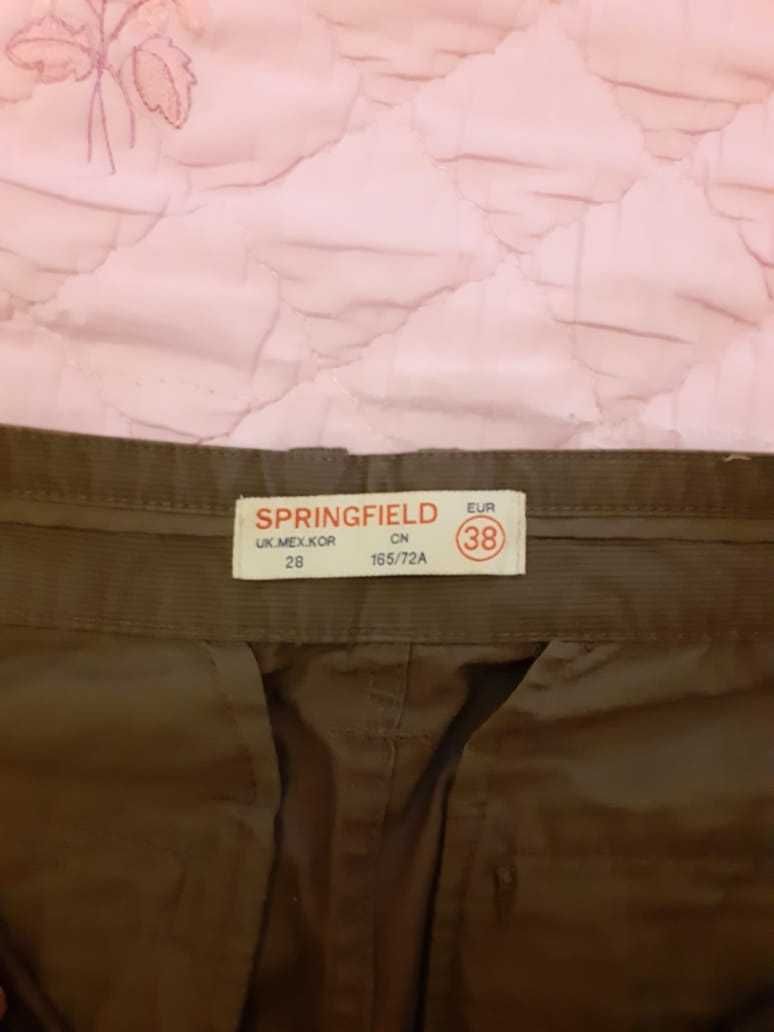 SPRINGFIELD EUR
UK.MEX.KOR CN 38
28 165/72A